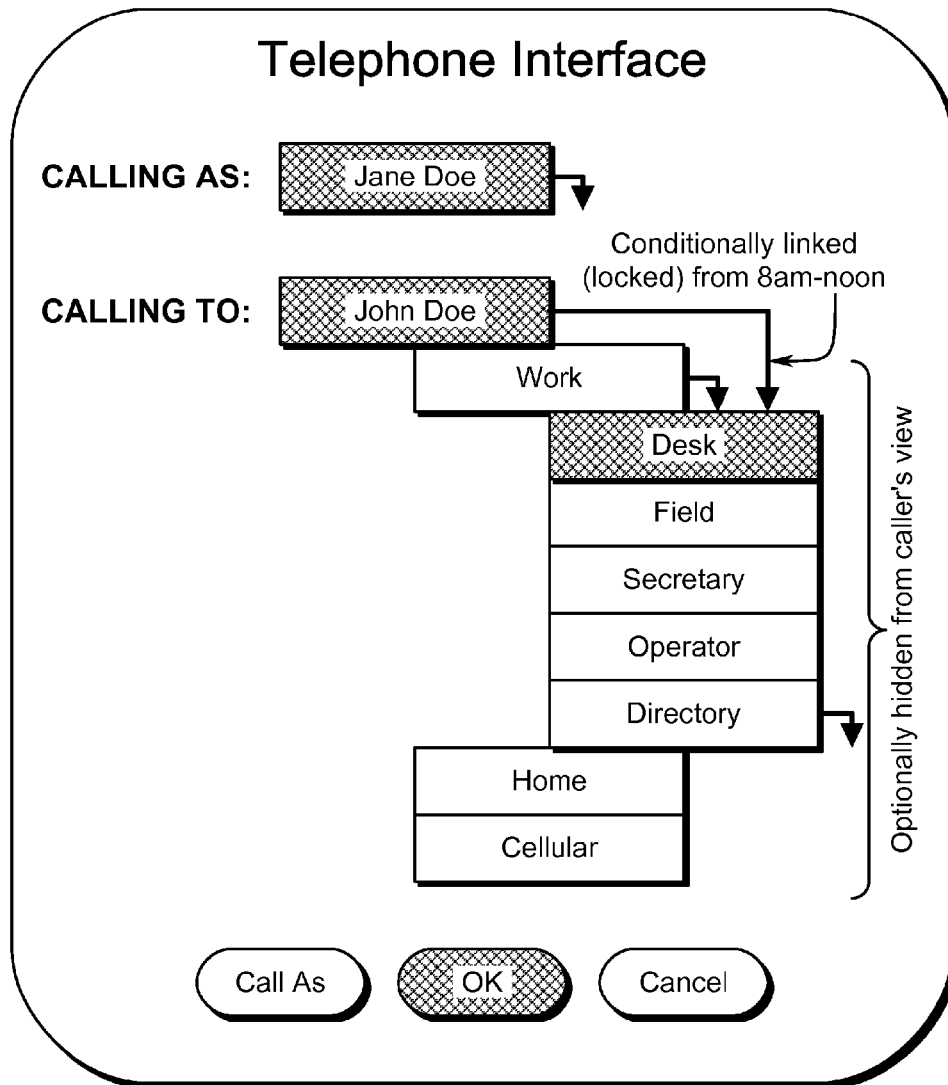 Telephone Interface
CALLING AS:
Jane Doe
Conditionally linked
(locked) from 8am-noon
CALLING TO:
John Doe
Work
Desk
Field
Secretary
Operator
Directory
Home
Cellular
Optionally hidden from caller's view
Call As
OK
Cancel